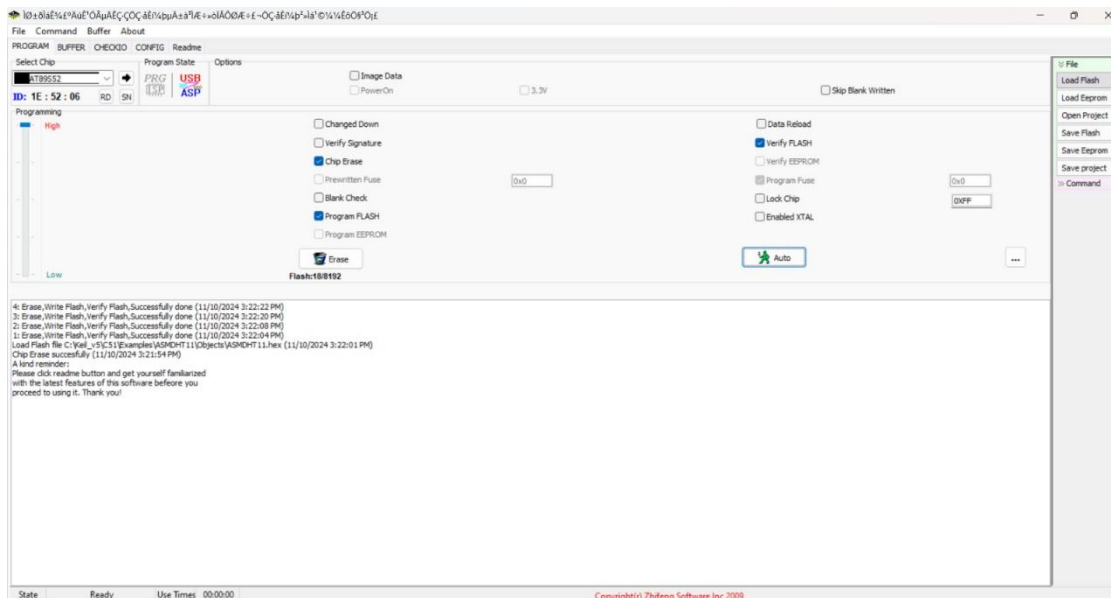 File Command Buffer About
PROGRAM BUFFER CHECKIO CONFIG Readme
Select Chip Program State Options
AT89S52 PRG ISP USB ASP
Image Data
PowerOn 3.3V Skip Blank Written
ID: 1E : 52 : 06 RD SN
Programming
High
Changed Down Data Reload
Verify Signature Verify FLASH
Chip Erase Verify EEPROM
Prewritten Fuse 0x0 Program Fuse 0x0
Blank Check Lock Chip 0XFF
Program FLASH Enabled XTAL
Program EEPROM
Erase Auto ...
Low Flash:18/8192
File
Load Flash
Load Eeprom
Open Project
Save Flash
Save Eeprom
Save project
Command
4: Erase,Write Flash,Verify Flash,Successfully done (11/10/2024 3:22:22 PM)
3: Erase,Write Flash,Verify Flash,Successfully done (11/10/2024 3:22:20 PM)
2: Erase,Write Flash,Verify Flash,Successfully done (11/10/2024 3:22:08 PM)
1: Erase,Write Flash,Verify Flash,Successfully done (11/10/2024 3:22:04 PM)
Load Flash file C:\Keil_v5\C51\Examples\ASMDHT11\Objects\ASMDHT11.hex (11/10/2024 3:22:01 PM)
Chip Erase succesfully (11/10/2024 3:21:54 PM)
A kind reminder:
Please click readme button and get yourself familiarized
with the latest features of this software befeore you
proceed to using it. Thank you!
State Ready Use Times 00:00:00 Copyright(r) Zhifeng Software Inc 2009